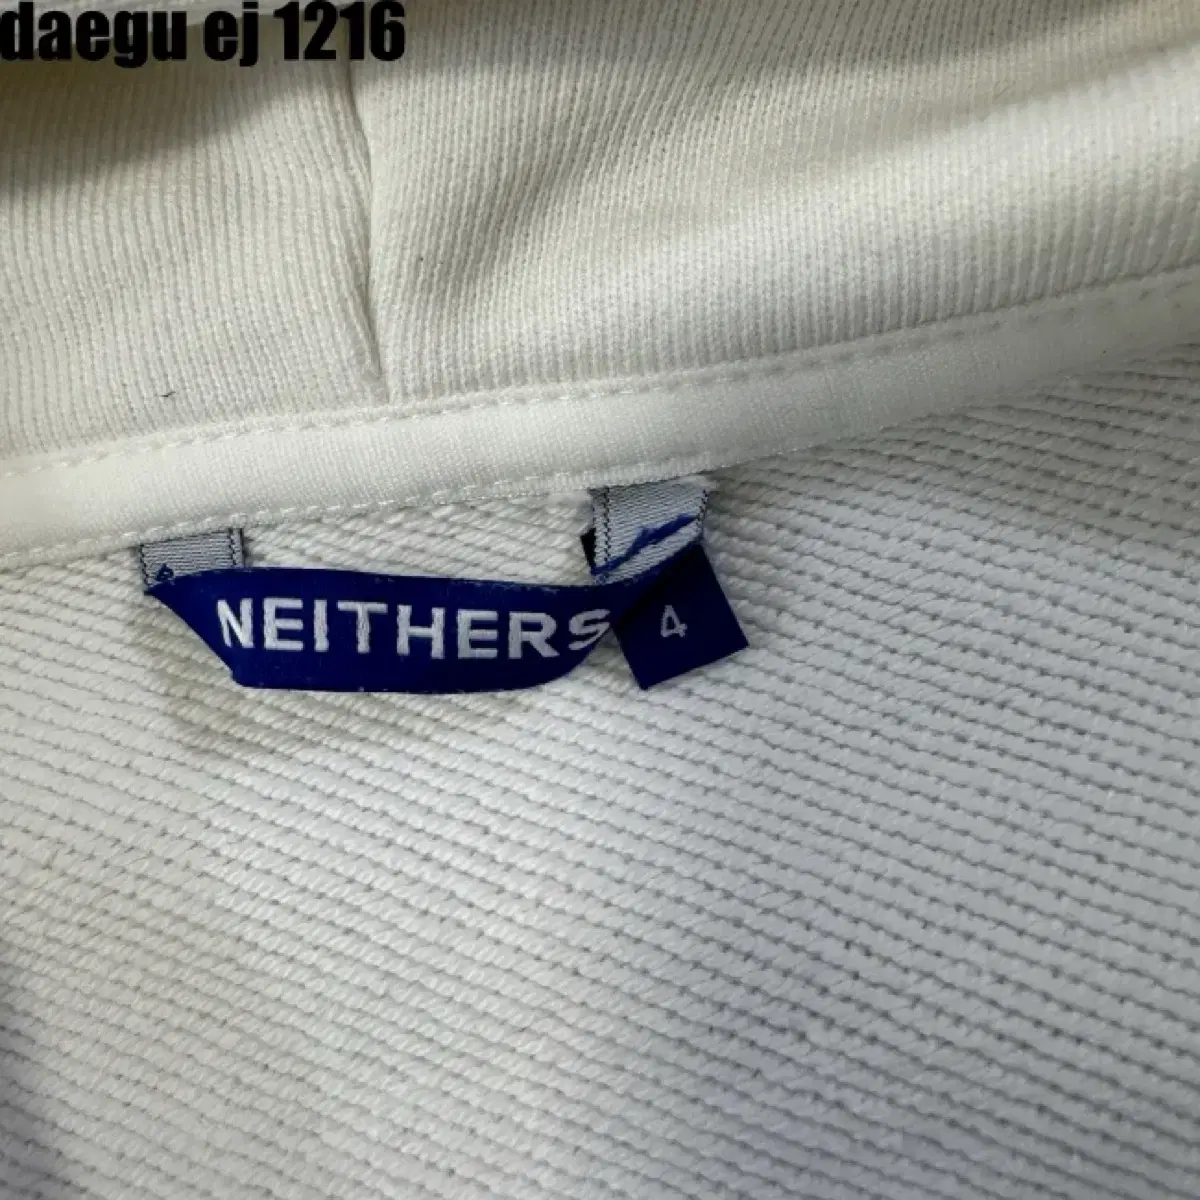 daegu ej 1216
NEITHERS
4